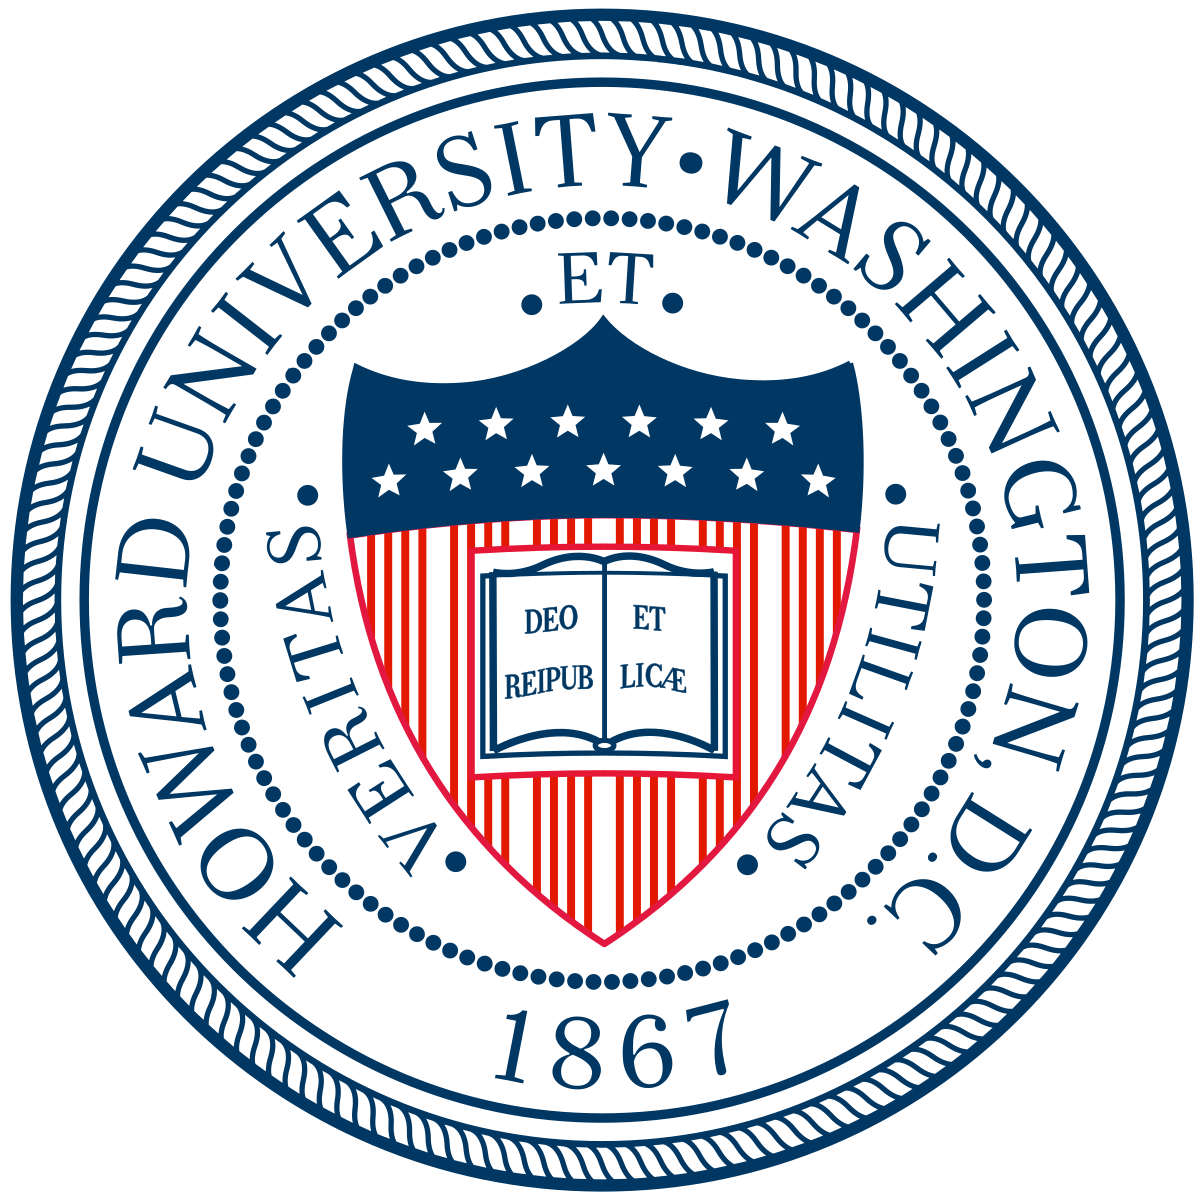 HOWARD UNIVERSITY • WASHINGTON, D.C.
1867
• VERITAS • ET • UTILITAS •
DEO ET
REIPUB LICÆ